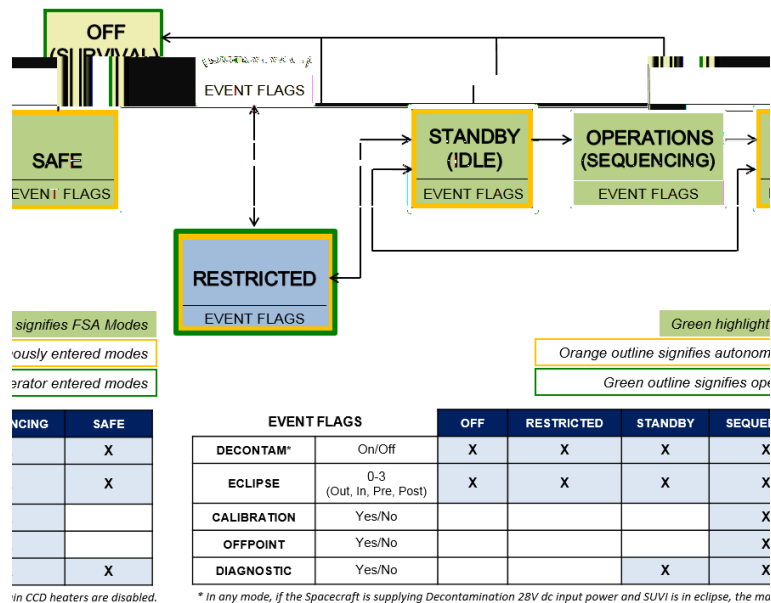 OFF
(SURVIVAL)
EVENT FLAGS
SAFE
EVENT FLAGS
STANDBY
(IDLE)
EVENT FLAGS
OPERATIONS
(SEQUENCING)
EVENT FLAGS
RESTRICTED
EVENT FLAGS
signifies FSA Modes
ously entered modes
erator entered modes
Green highlight
Orange outline signifies autonom
Green outline signifies ope
NCING SAFE
X
X
X
EVENT FLAGS OFF RESTRICTED STANDBY SEQUE
DECONTAM* On/Off X X X X
ECLIPSE 0-3 X X X X
(Out, In, Pre, Post)
CALIBRATION Yes/No X
OFFPOINT Yes/No X
DIAGNOSTIC Yes/No X X
in CCD heaters are disabled.
* In any mode, if the Spacecraft is supplying Decontamination 28V dc input power and SUVI is in eclipse, the ma